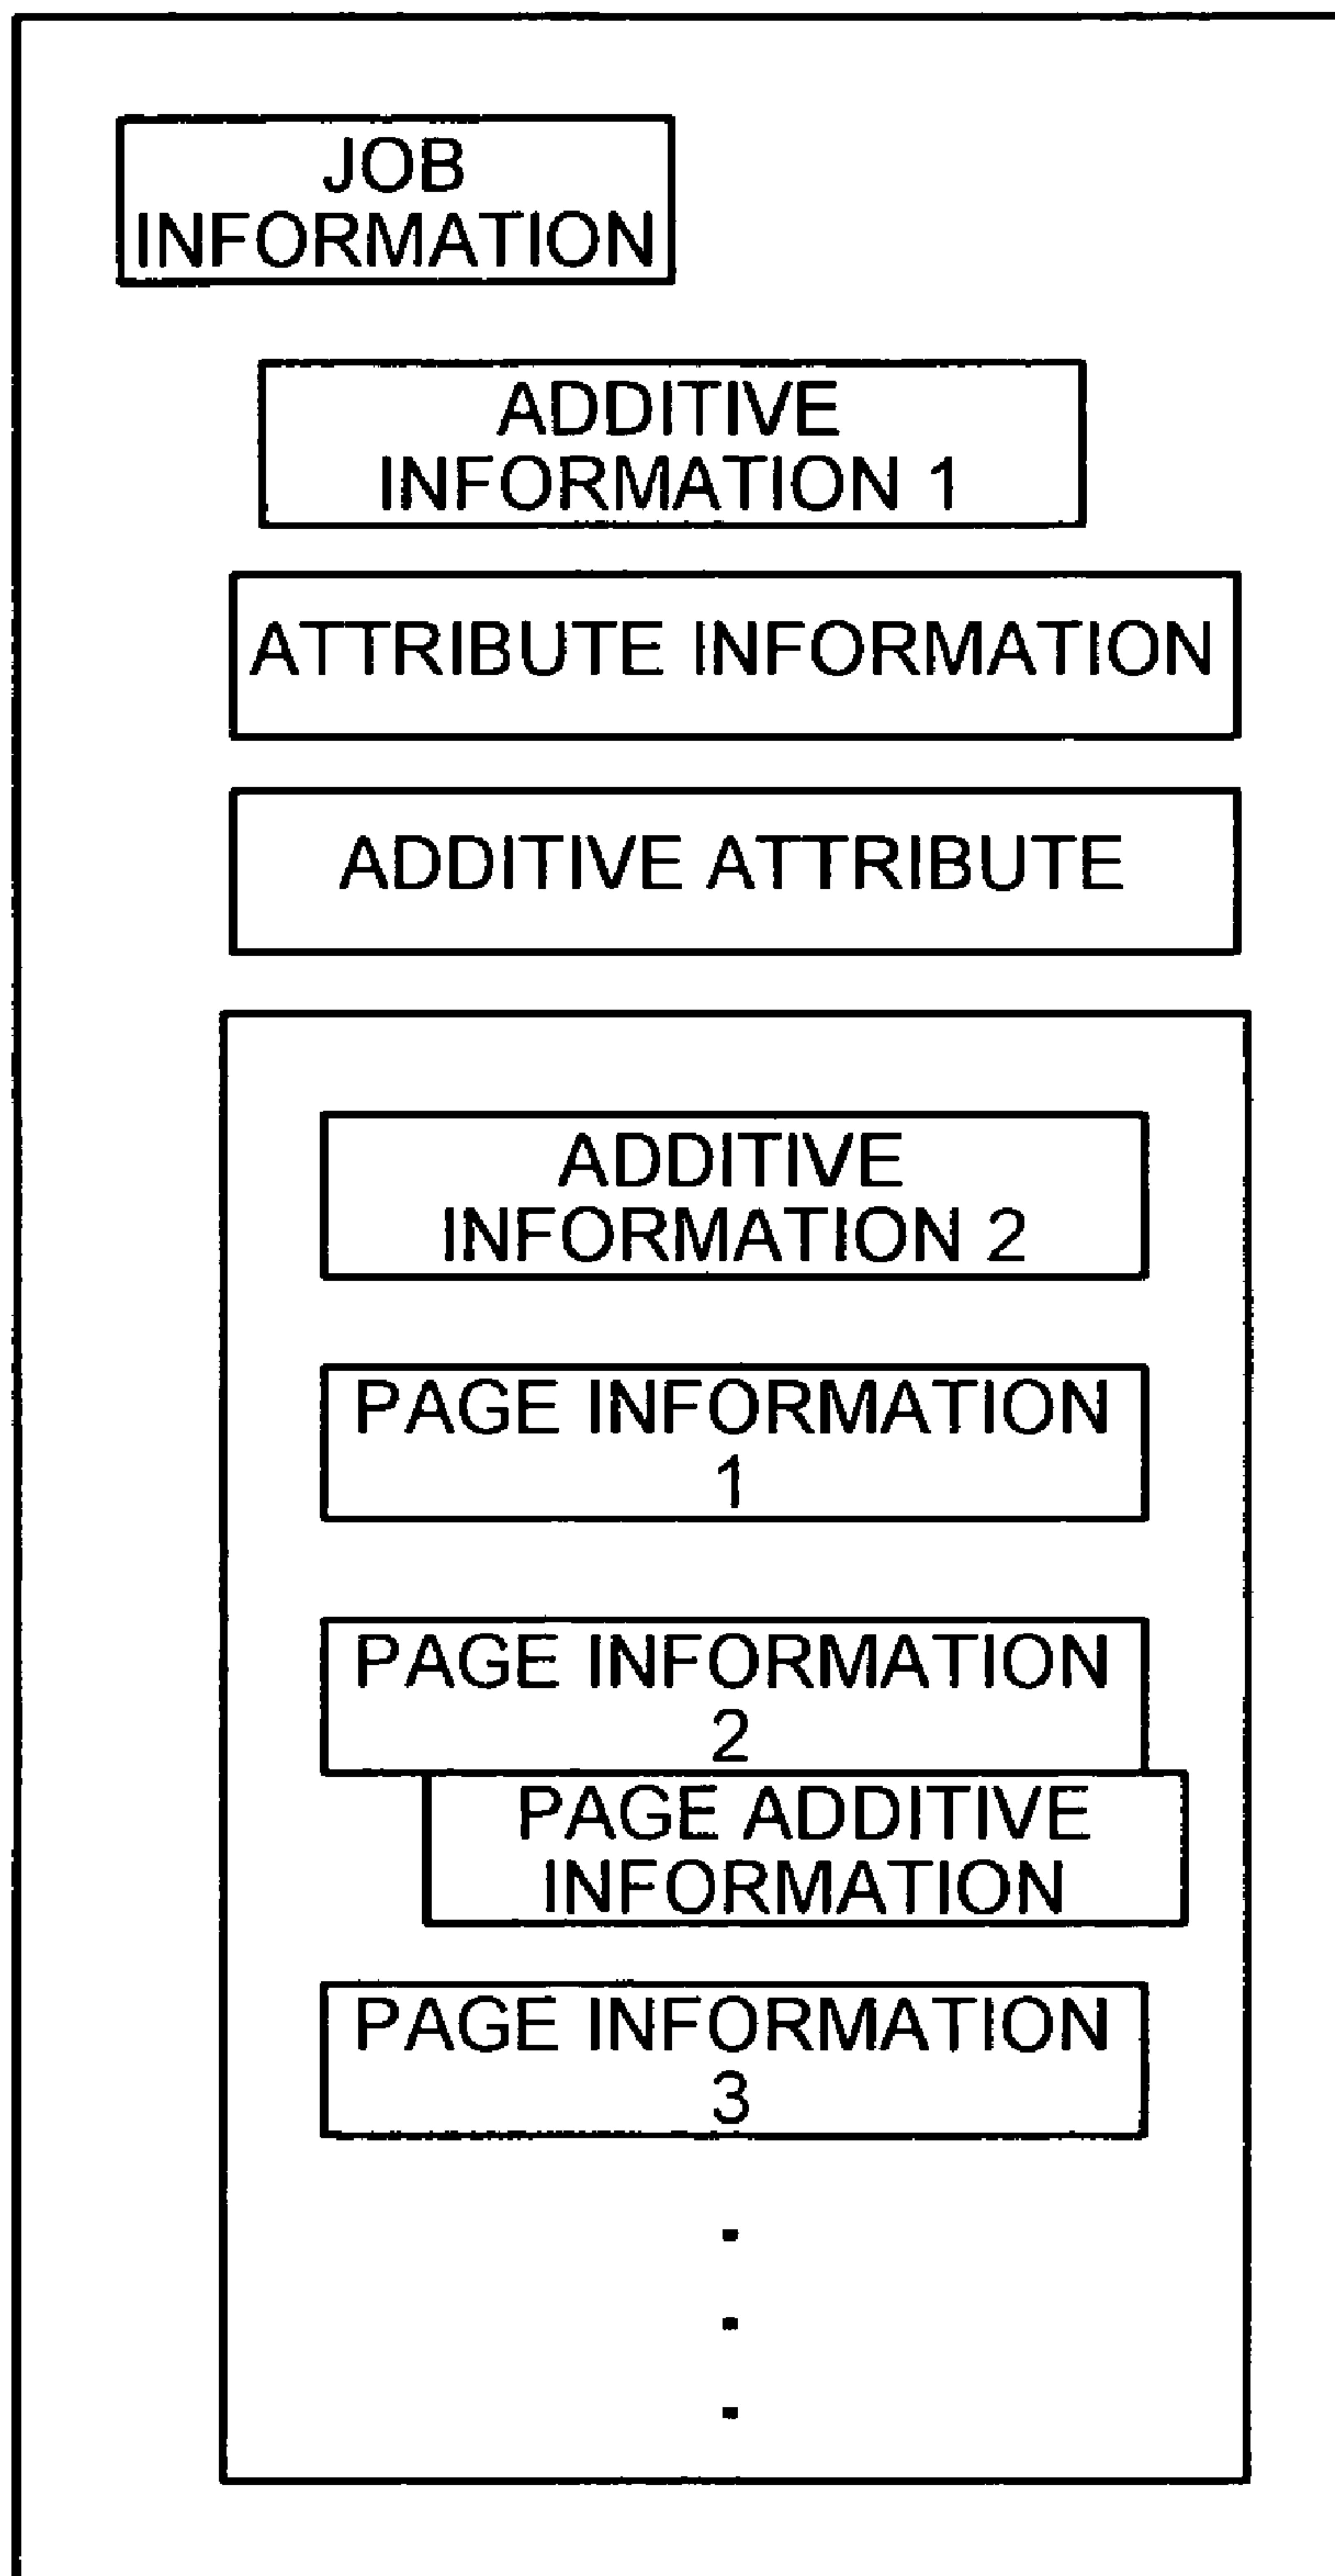 JOB
INFORMATION
ADDITIVE
INFORMATION 1
ATTRIBUTE INFORMATION
ADDITIVE ATTRIBUTE
ADDITIVE
INFORMATION 2
PAGE INFORMATION
1
PAGE INFORMATION
2
PAGE ADDITIVE
INFORMATION
PAGE INFORMATION
3